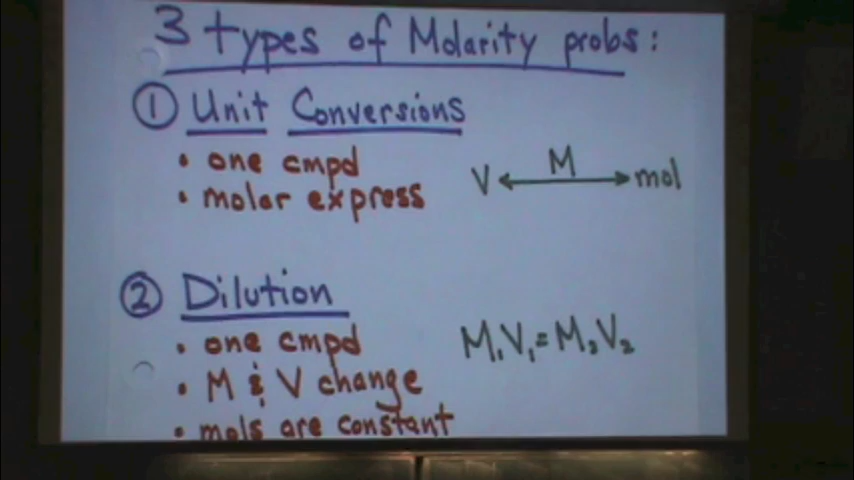 3 types of Molarity probs:
① Unit Conversions
• one cmpd
• molar express
V ⟷ mol
M
② Dilution
• one cmpd
• M & V change
• mols are constant
M₁V₁ = M₂V₂